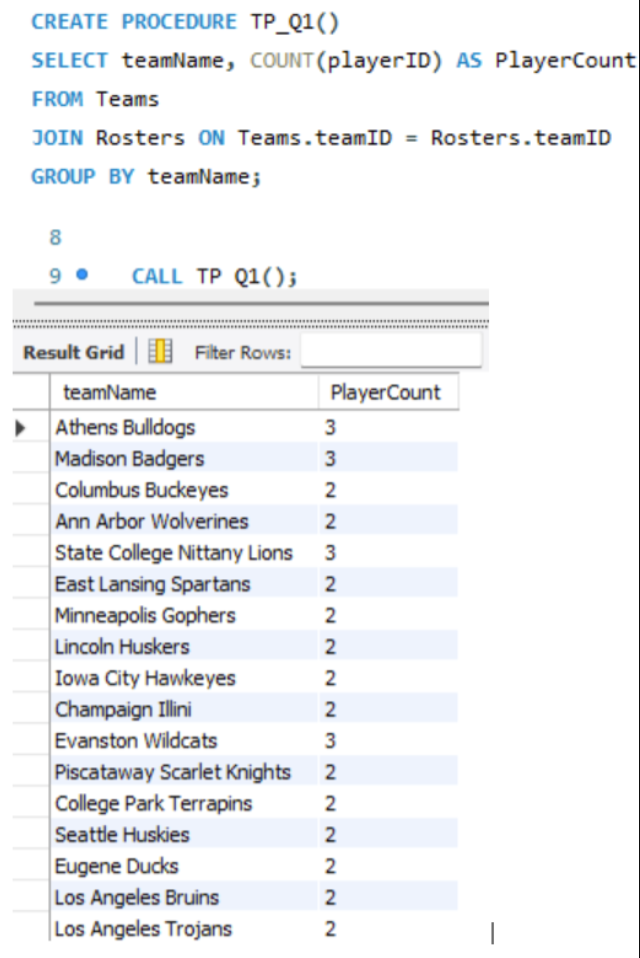 CREATE PROCEDURE TP_Q1()
SELECT teamName, COUNT(playerID) AS PlayerCount
FROM Teams
JOIN Rosters ON Teams.teamID = Rosters.teamID
GROUP BY teamName;
8
9 CALL TP_Q1();
Result Grid Filter Rows:
teamName PlayerCount
Athens Bulldogs 3
Madison Badgers 3
Columbus Buckeyes 2
Ann Arbor Wolverines 2
State College Nittany Lions 3
East Lansing Spartans 2
Minneapolis Gophers 2
Lincoln Huskers 2
Iowa City Hawkeyes 2
Champaign Illini 2
Evanston Wildcats 3
Piscataway Scarlet Knights 2
College Park Terrapins 2
Seattle Huskies 2
Eugene Ducks 2
Los Angeles Bruins 2
Los Angeles Trojans 2